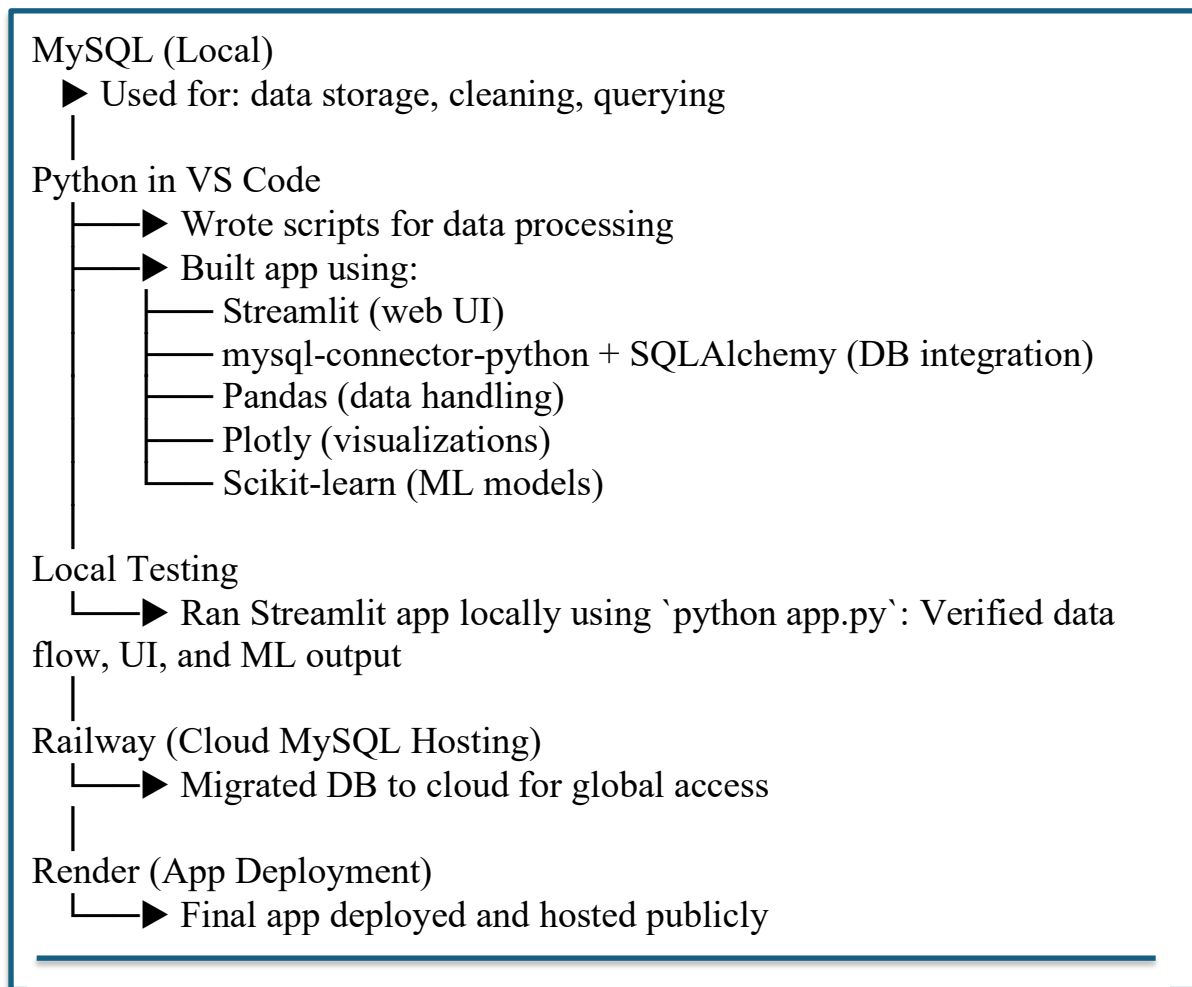 MySQL (Local)
Used for: data storage, cleaning, querying
Python in VS Code
Wrote scripts for data processing
Built app using:
Streamlit (web UI)
mysql-connector-python + SQLAlchemy (DB integration)
Pandas (data handling)
Plotly (visualizations)
Scikit-learn (ML models)
Local Testing
Ran Streamlit app locally using `python app.py`: Verified data
flow, UI, and ML output
Railway (Cloud MySQL Hosting)
Migrated DB to cloud for global access
Render (App Deployment)
Final app deployed and hosted publicly